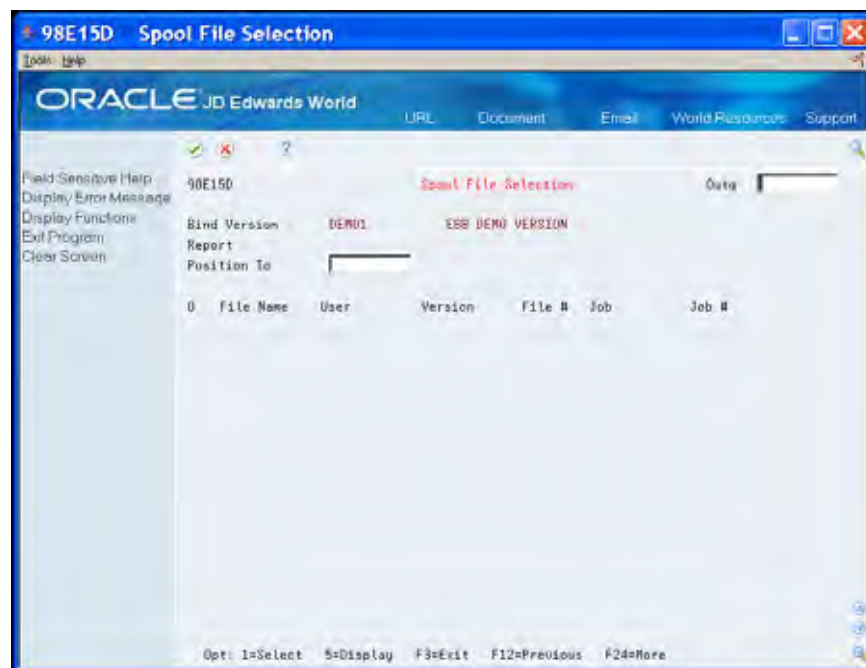 98E15D Spool File Selection
Tools Help
ORACLE JD Edwards World
URL Document Email World Resources Support
?
Field Sensitive Help
Display Error Message
Display Functions
Exit Program
Clear Screen
98E15D Spool File Selection Outq
Bind Version DEMO1 EBB DEMO VERSION
Report
Position To
O File Name User Version File # Job Job #
Opt: 1=Select 5=Display F3=Exit F12=Previous F24=More